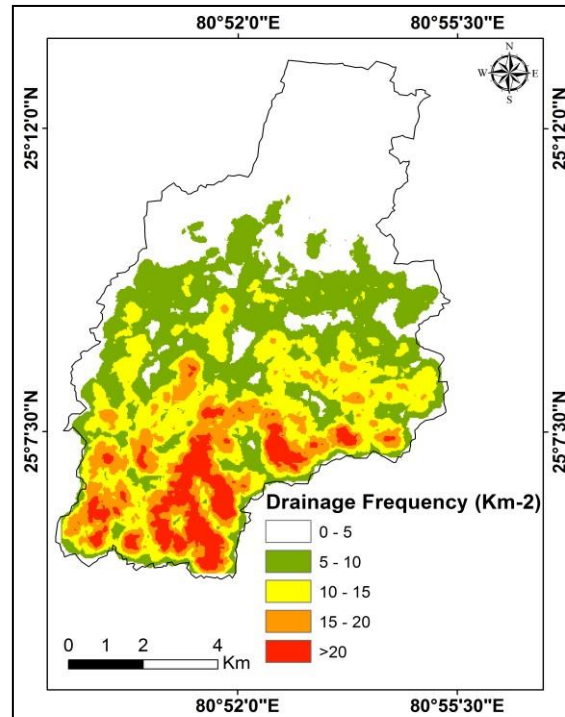 80°52'0"E 80°55'30"E
N
W E
S
25°12'0"N 25°12'0"N
25°7'30"N 25°7'30"N
Drainage Frequency (Km-2)
0 - 5
5 - 10
10 - 15
15 - 20
>20
0 1 2 4
Km
80°52'0"E 80°55'30"E